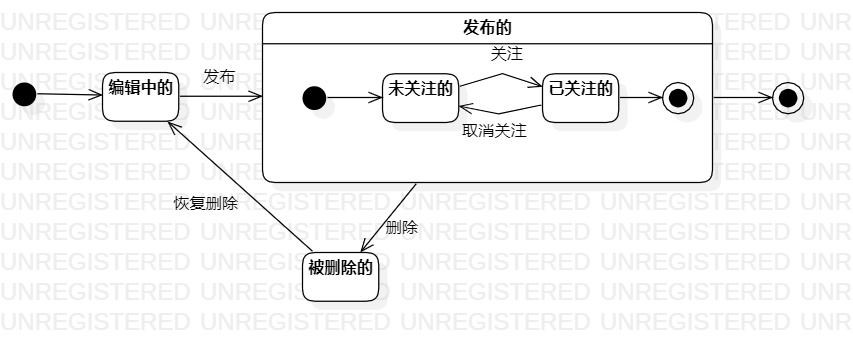 发布的
关注
发布
编辑中的
未关注的
已关注的
取消关注
恢复删除
删除
被删除的
UNREGISTERED UNREGISTERED UNREGISTERED UNREGISTERED UNR